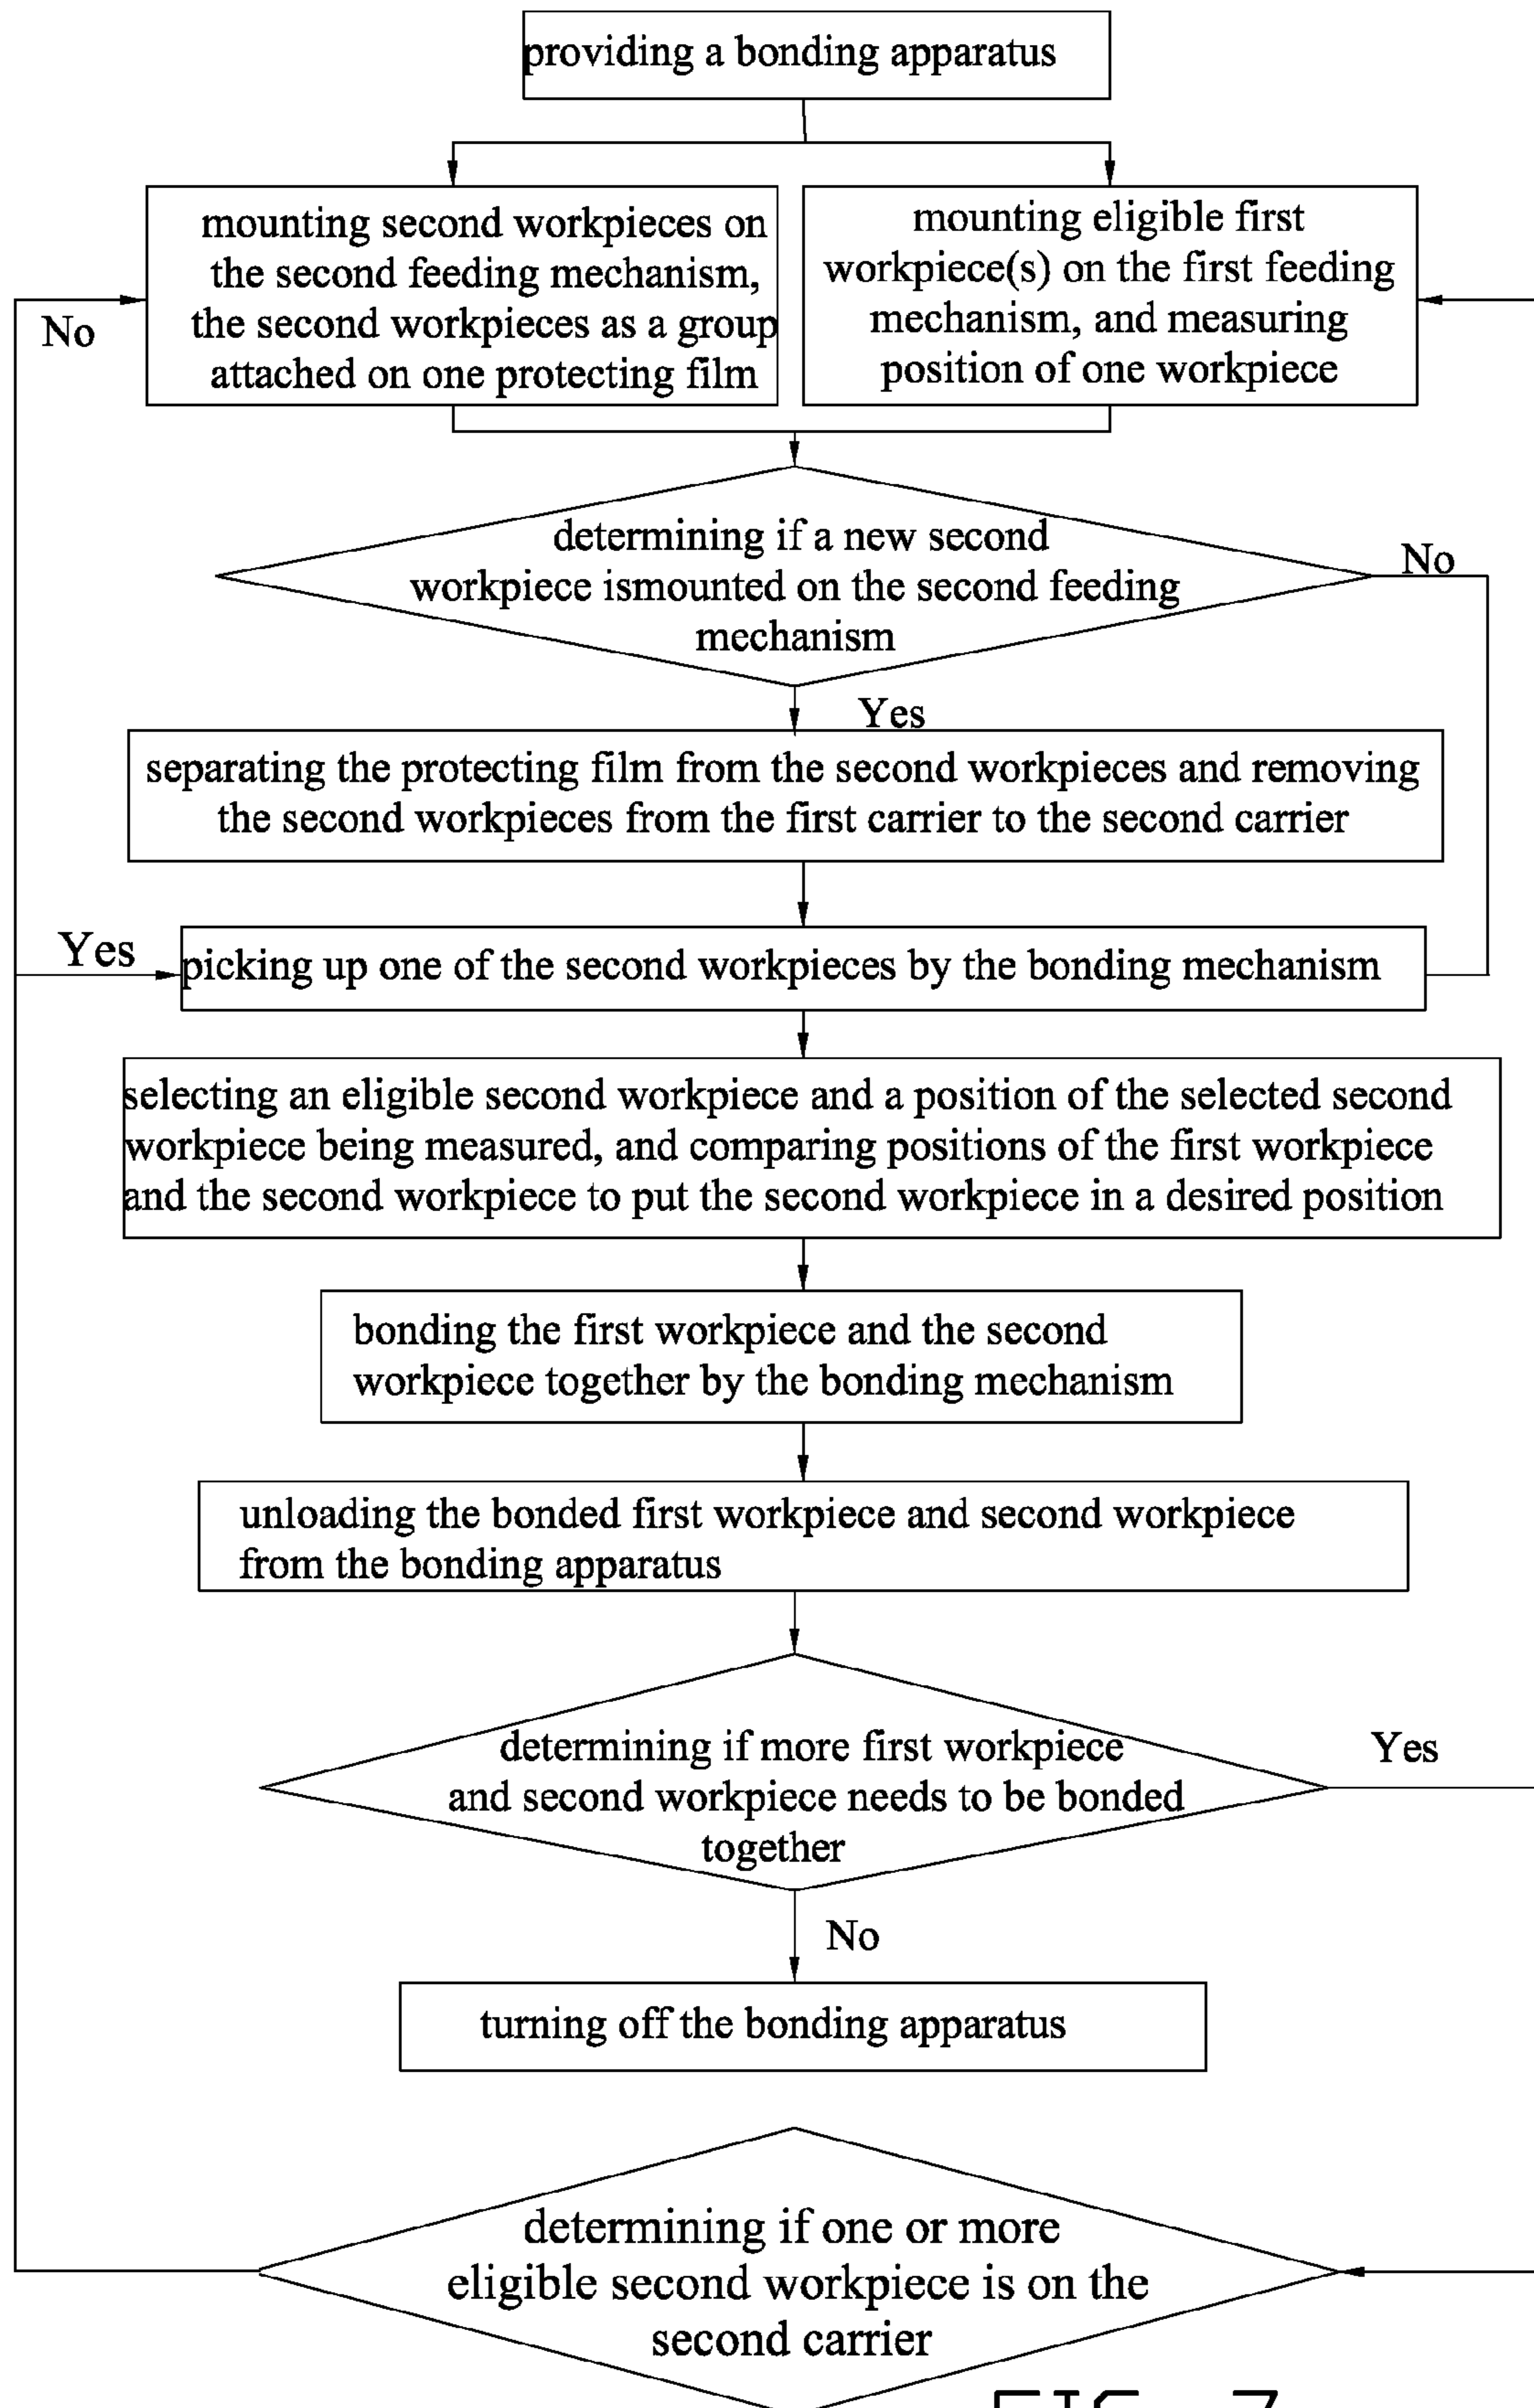 providing a bonding apparatus
mounting second workpieces on
the second feeding mechanism,
the second workpieces as a group
attached on one protecting film
mounting eligible first
workpiece(s) on the first feeding
mechanism, and measuring
position of one workpiece
No
determining if a new second
workpiece ismounted on the second feeding
mechanism
No
Yes
separating the protecting film from the second workpieces and removing
the second workpieces from the first carrier to the second carrier
Yes
picking up one of the second workpieces by the bonding mechanism
selecting an eligible second workpiece and a position of the selected second
workpiece being measured, and comparing positions of the first workpiece
and the second workpiece to put the second workpiece in a desired position
bonding the first workpiece and the second
workpiece together by the bonding mechanism
unloading the bonded first workpiece and second workpiece
from the bonding apparatus
determining if more first workpiece
and second workpiece needs to be bonded
together
Yes
No
turning off the bonding apparatus
determining if one or more
eligible second workpiece is on the
second carrier